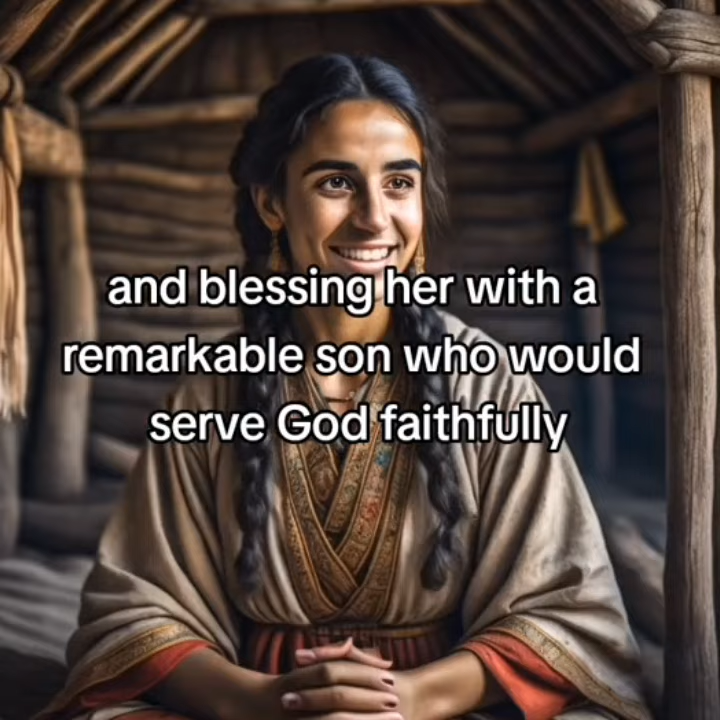 and blessing her with a
remarkable son who would
serve God faithfully